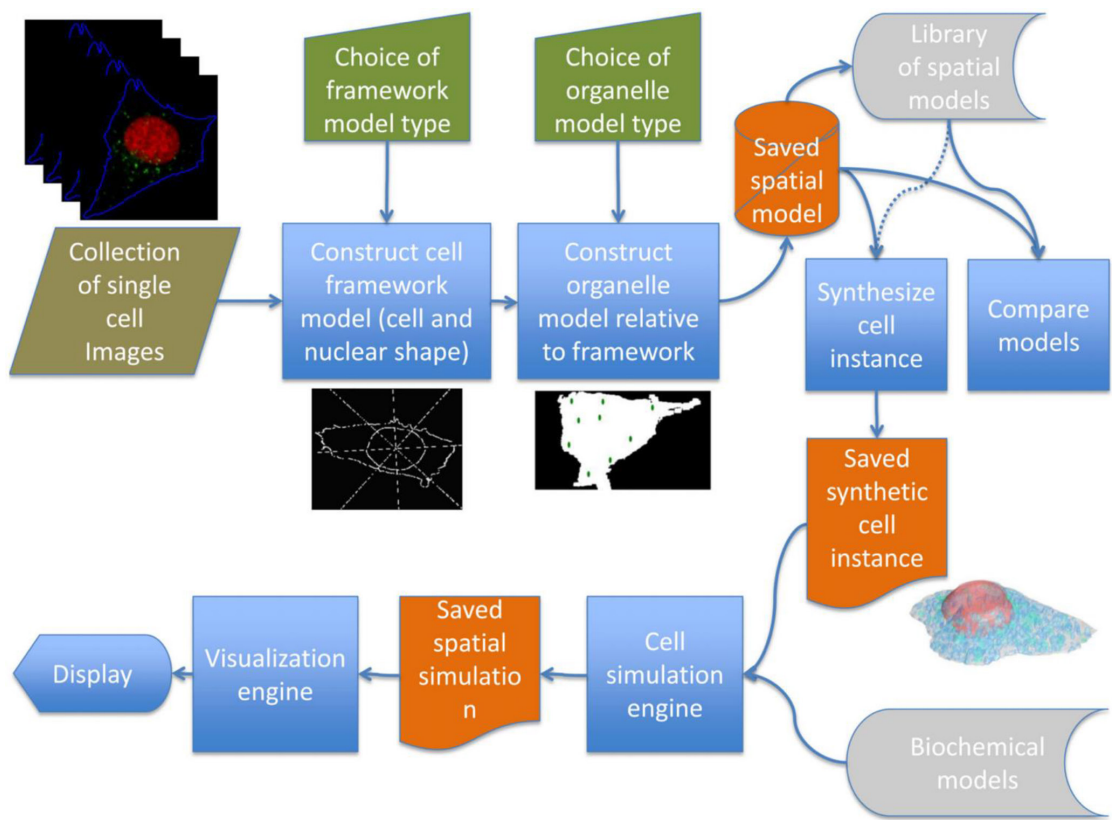 Choice of
framework
model type
Choice of
organelle
model type
Library
of spatial
models
Saved
spatial
model
Collection
of single
cell
Images
Construct cell
framework
model (cell and
nuclear shape)
Construct
organelle
model relative
to framework
Synthesize
cell
instance
Compare
models
Saved
synthetic
cell
instance
Display
Visualization
engine
Saved
spatial
simulatio
n
Cell
simulation
engine
Biochemical
models